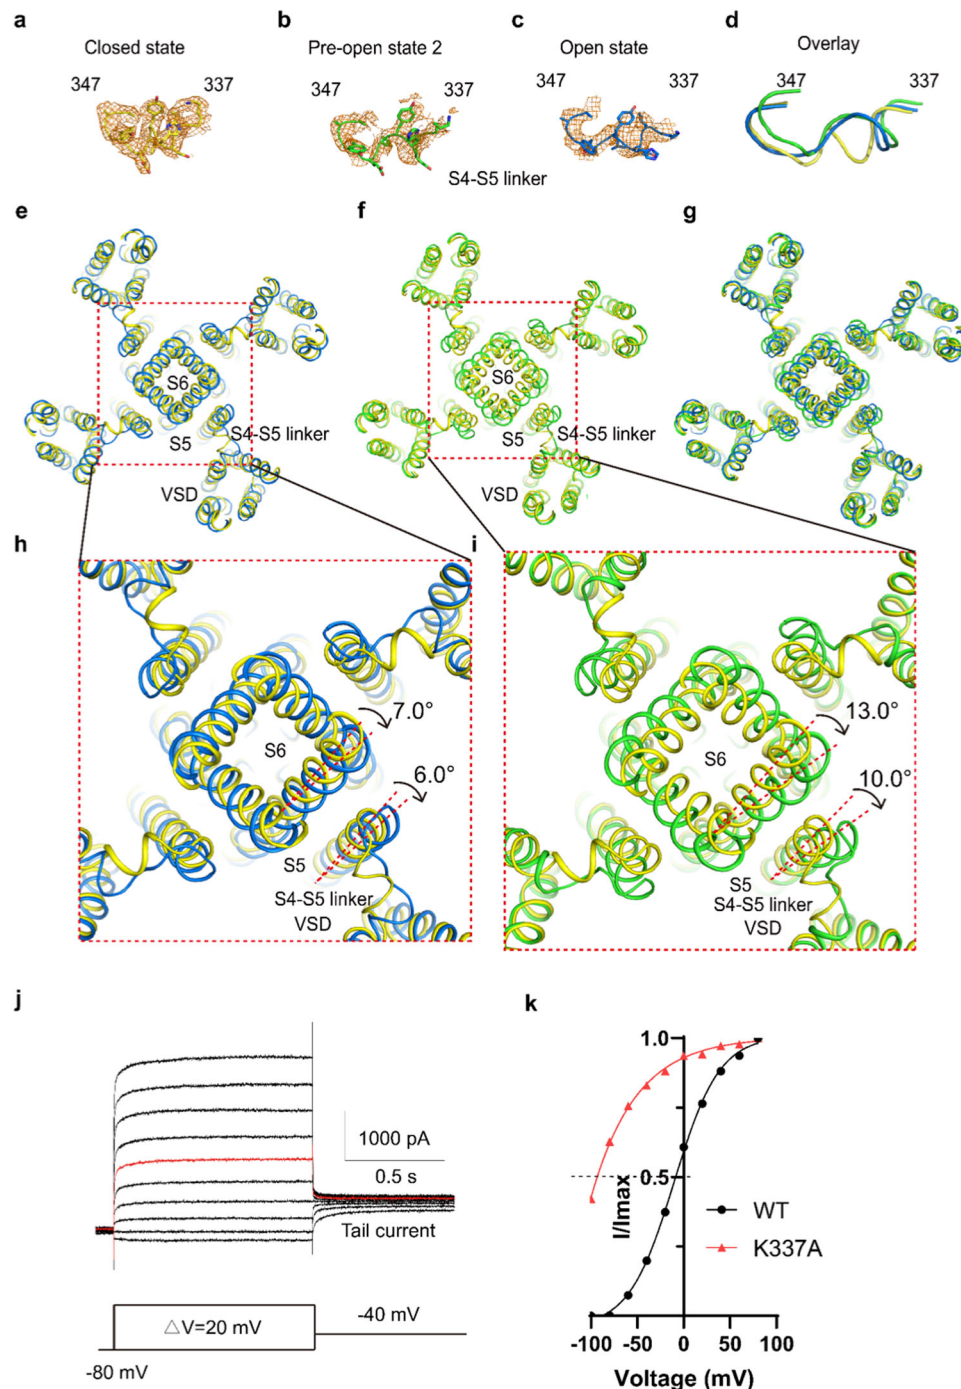 a
b
c
d
Closed state
Pre-open state 2
Open state
Overlay
347
337
347
337
347
337
347
337
S4-S5 linker
e
f
g
S6
S5
S4-S5 linker
VSD
S6
S5
S4-S5 linker
VSD
h
i
7.0°
S6
6.0°
S5
S4-S5 linker
VSD
13.0°
S6
10.0°
S5
S4-S5 linker
VSD
j
k
1000 pA
0.5 s
Tail current
△V=20 mV
-40 mV
-80 mV
1.0
0.5
I/Imax
WT
K337A
-100 -50 0 50 100
Voltage (mV)